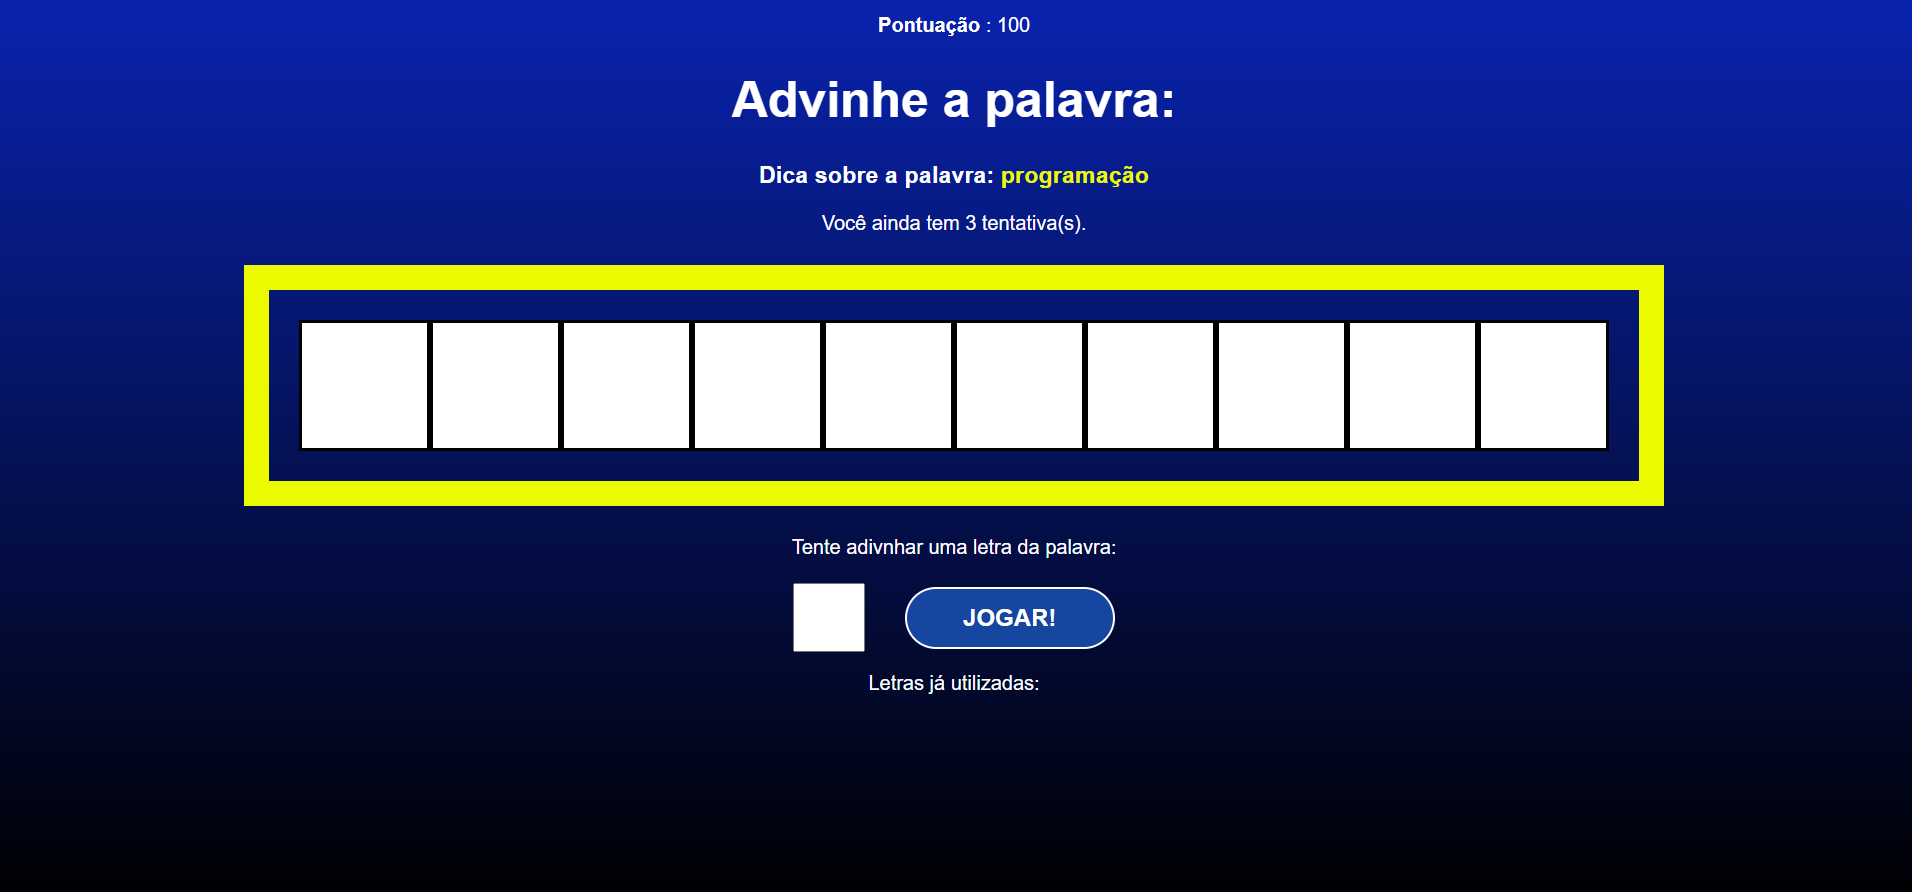 Pontuação : 100
Advinhe a palavra:
Dica sobre a palavra: programação
Você ainda tem 3 tentativa(s).
Tente adivnhar uma letra da palavra:
JOGAR!
Letras já utilizadas: